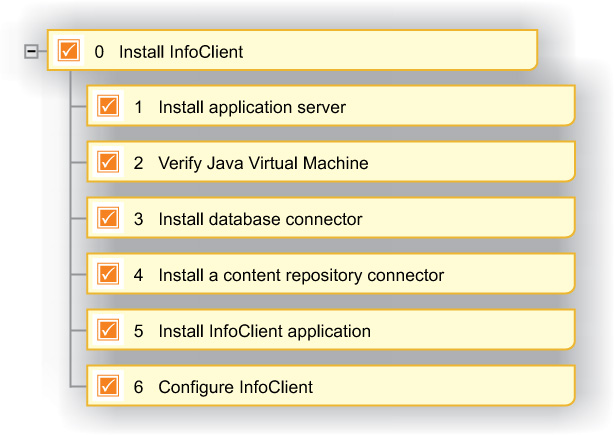 0 Install InfoClient
1 Install application server
2 Verify Java Virtual Machine
3 Install database connector
4 Install a content repository connector
5 Install InfoClient application
6 Configure InfoClient